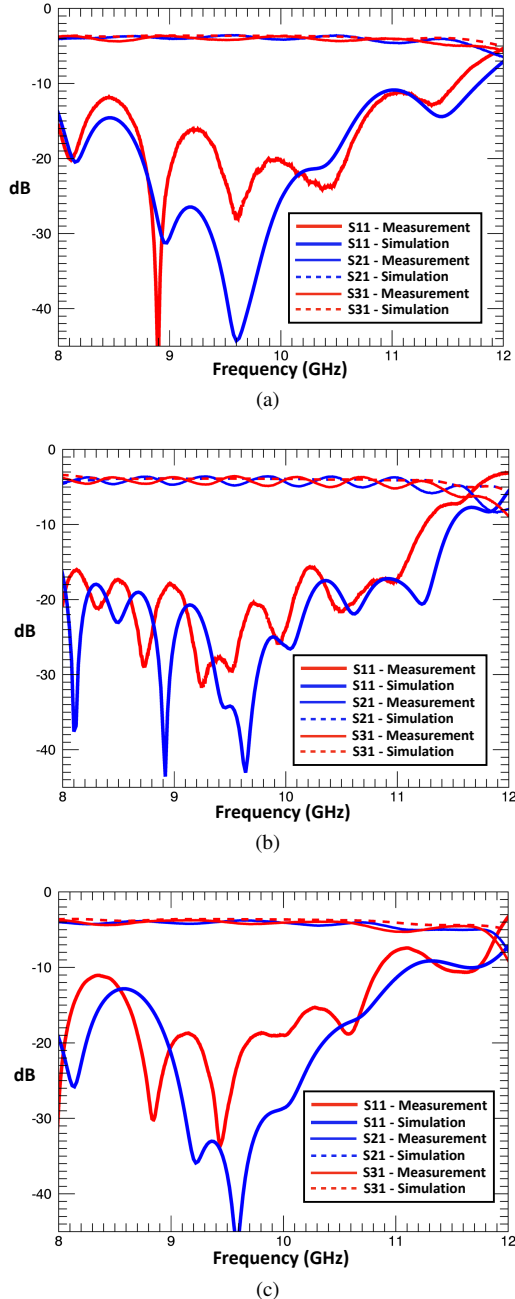 0
-10
-20
dB
-30
-40
S11 - Measurement
S11 - Simulation
S21 - Measurement
S21 - Simulation
S31 - Measurement
S31 - Simulation
8 9 10 11 12
Frequency (GHz)
(a)
0
-10
-20
dB
-30
-40
S11 - Measurement
S11 - Simulation
S21 - Measurement
S21 - Simulation
S31 - Measurement
S31 - Simulation
8 9 10 11 12
Frequency (GHz)
(b)
0
-10
-20
dB
-30
-40
S11 - Measurement
S11 - Simulation
S21 - Measurement
S21 - Simulation
S31 - Measurement
S31 - Simulation
8 9 10 11 12
Frequency (GHz)
(c)